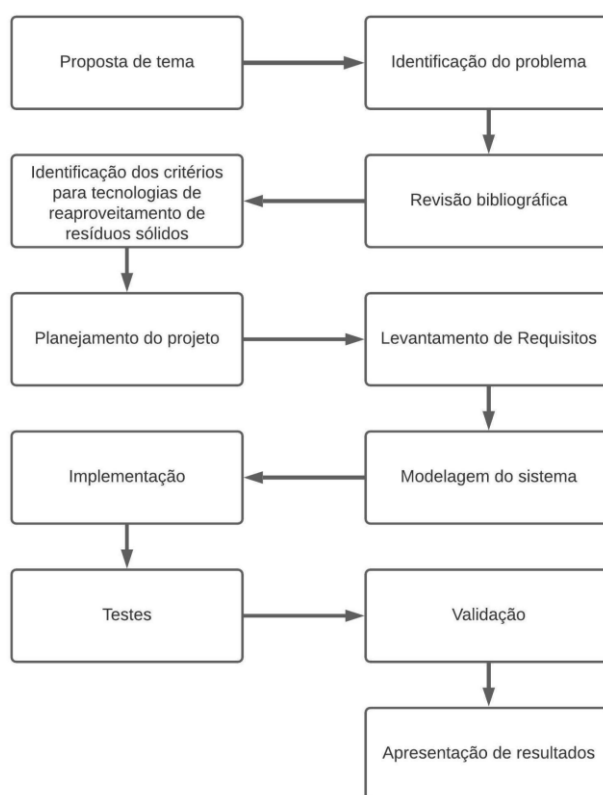 Proposta de tema
Identificação do problema
Revisão bibliográfica
Identificação dos critérios
para tecnologias de
reaproveitamento de
resíduos sólidos
Planejamento do projeto
Levantamento de Requisitos
Modelagem do sistema
Implementação
Testes
Validação
Apresentação de resultados